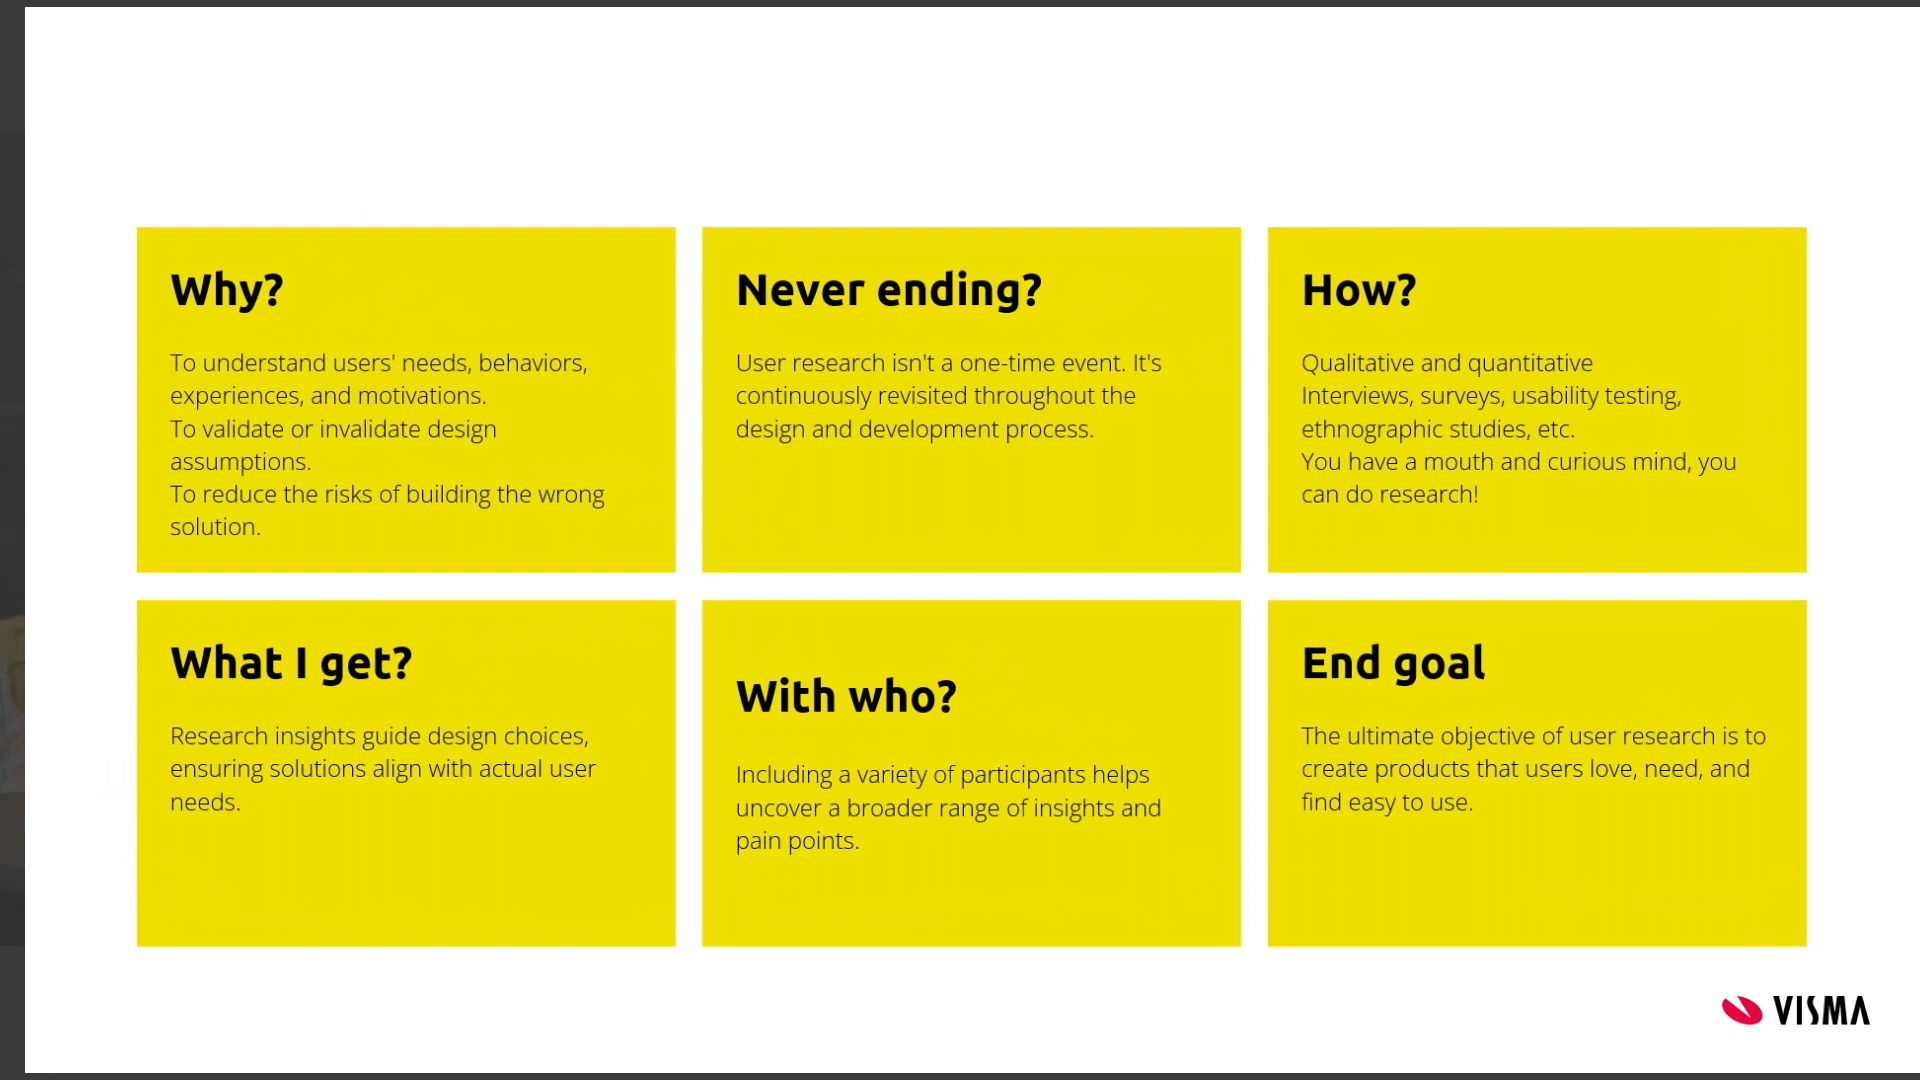 Why?
To understand users' needs, behaviors,
experiences, and motivations.
To validate or invalidate design
assumptions.
To reduce the risks of building the wrong
solution.
Never ending?
User research isn't a one-time event. It's
continuously revisited throughout the
design and development process.
How?
Qualitative and quantitative
Interviews, surveys, usability testing,
ethnographic studies, etc.
You have a mouth and curious mind, you
can do research!
What I get?
Research insights guide design choices,
ensuring solutions align with actual user
needs.
With who?
Including a variety of participants helps
uncover a broader range of insights and
pain points.
End goal
The ultimate objective of user research is to
create products that users love, need, and
find easy to use.
VISMA